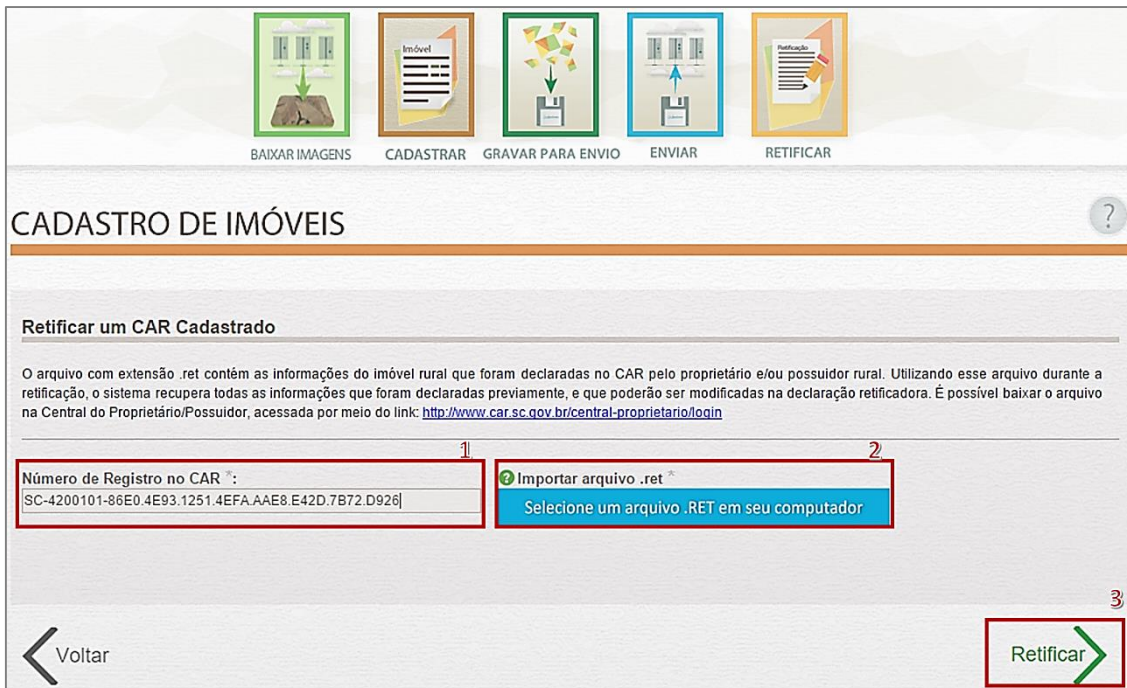 Imóvel
Retificação
BAIXAR IMAGENS CADASTRAR GRAVAR PARA ENVIO ENVIAR RETIFICAR
CADASTRO DE IMÓVEIS
?
Retificar um CAR Cadastrado
O arquivo com extensão .ret contém as informações do imóvel rural que foram declaradas no CAR pelo proprietário e/ou possuidor rural. Utilizando esse arquivo durante a
retificação, o sistema recupera todas as informações que foram declaradas previamente, e que poderão ser modificadas na declaração retificadora. É possível baixar o arquivo
na Central do Proprietário/Possuidor, acessada por meio do link: http://www.car.sc.gov.br/central-proprietario/login
1
2
Número de Registro no CAR *:
? Importar arquivo .ret *
SC-4200101-86E0.4E93.1251.4EFA.AAE8.E42D.7B72.D926
Selecione um arquivo .RET em seu computador
3
Voltar
Retificar